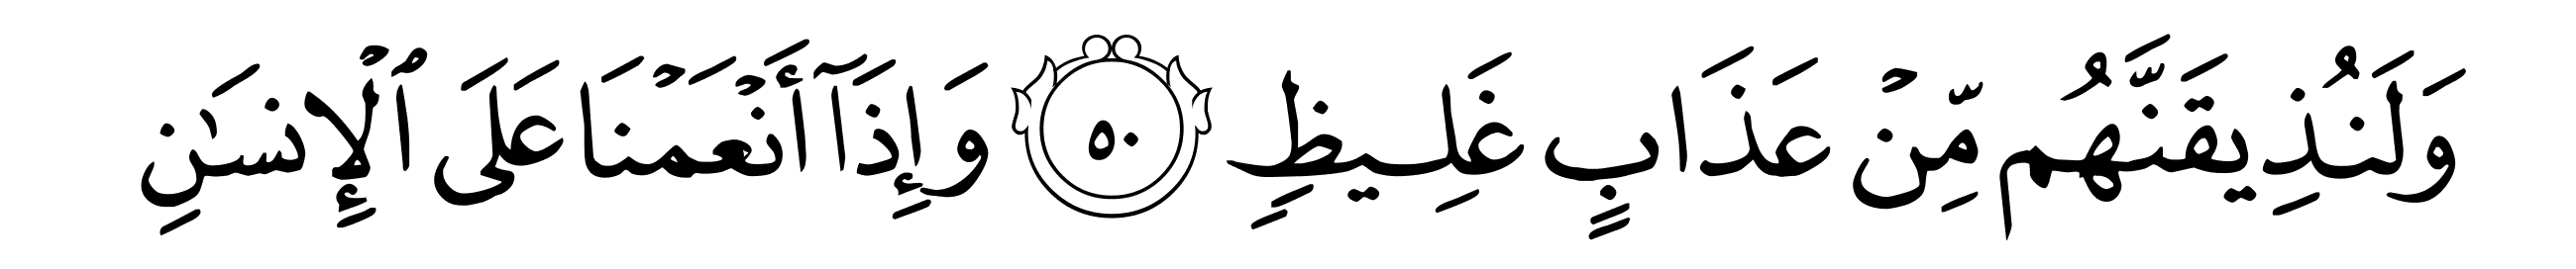 وَلَنُذِيقَنَّهُم مِّنْ عَذَابٍ غَلِيظٍ ٥٠ وَإِذَآ أَنْعَمْنَا عَلَى ٱلْإِنسَـٰنِ